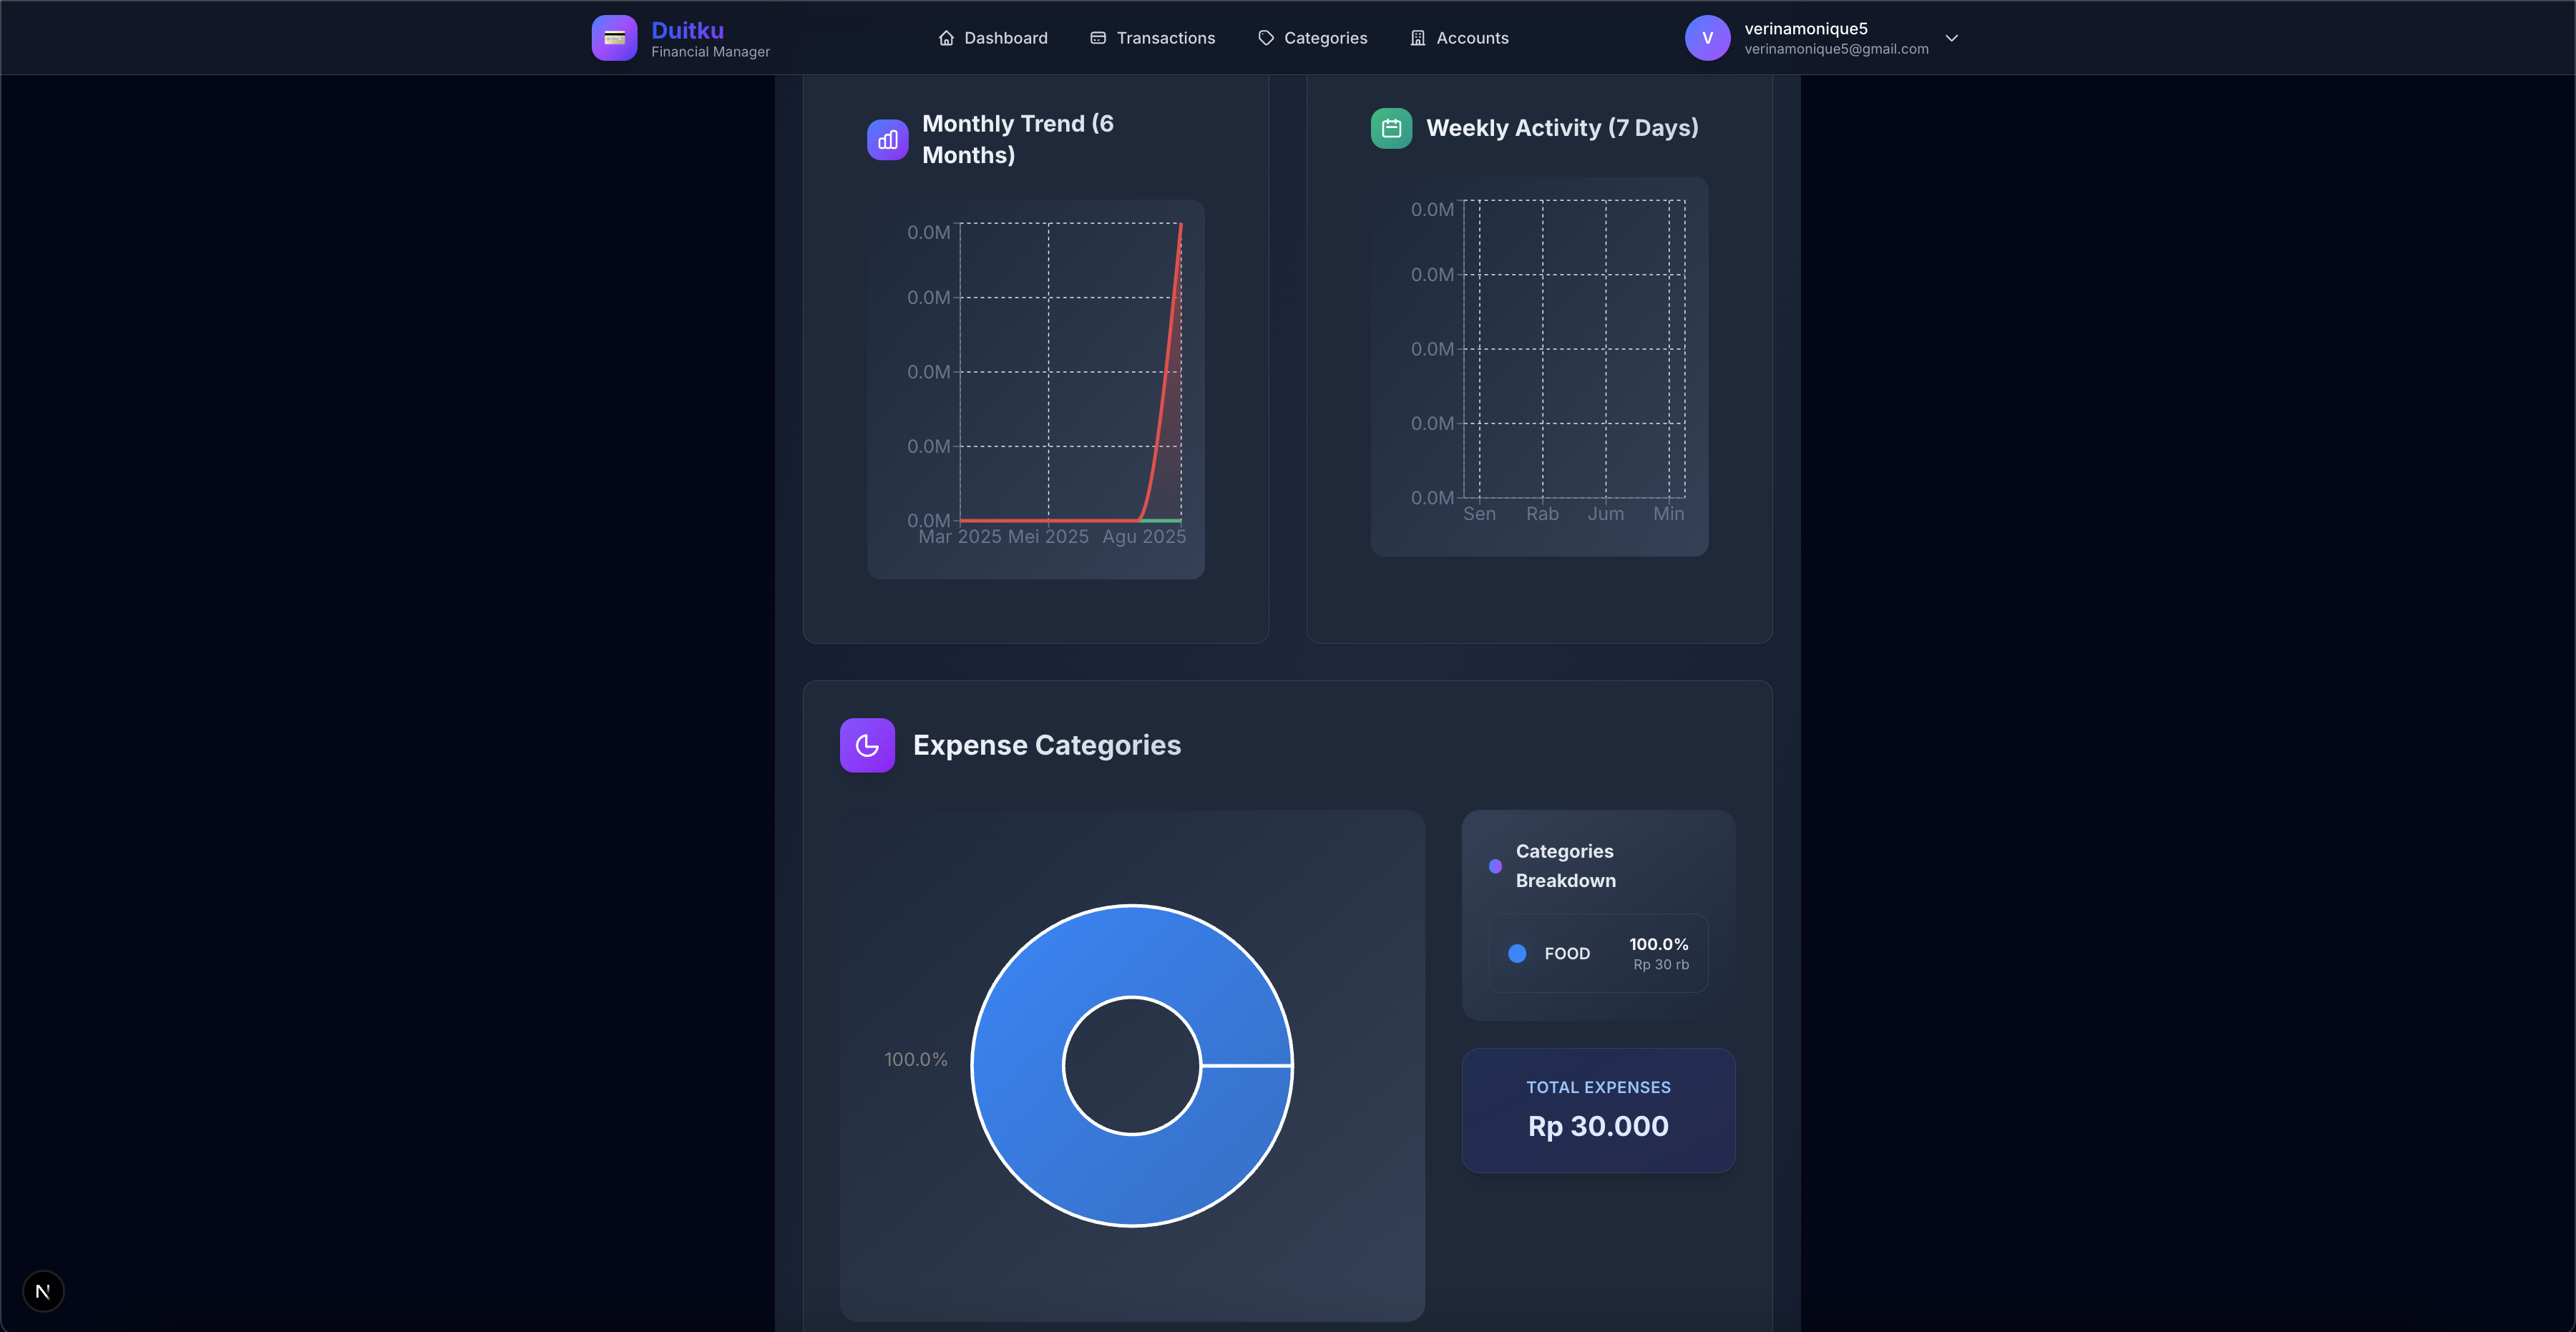 Duitku
Financial Manager
Dashboard
Transactions
Categories
Accounts
V
verinamonique5
verinamonique5@gmail.com
Monthly Trend (6
Months)
0.0M
0.0M
0.0M
0.0M
0.0M
Mar 2025 Mei 2025 Agu 2025
Weekly Activity (7 Days)
0.0M
0.0M
0.0M
0.0M
0.0M
Sen Rab Jum Min
Expense Categories
100.0%
Categories
Breakdown
FOOD
100.0%
Rp 30 rb
TOTAL EXPENSES
Rp 30.000
N